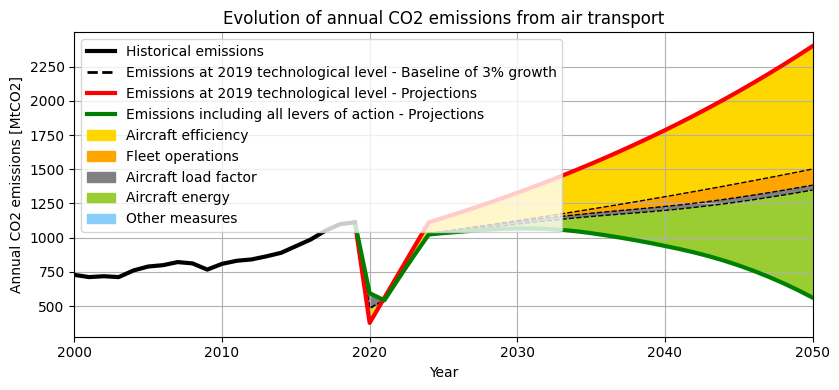 Evolution of annual CO2 emissions from air transport
Historical emissions
Emissions at 2019 technological level - Baseline of 3% growth
Emissions at 2019 technological level - Projections
Emissions including all levers of action - Projections
Aircraft efficiency
Fleet operations
Aircraft load factor
Aircraft energy
Other measures
Annual CO2 emissions [MtCO2]
2250
2000
1750
1500
1250
1000
750
500
2000
2010
2020
2030
2040
2050
Year